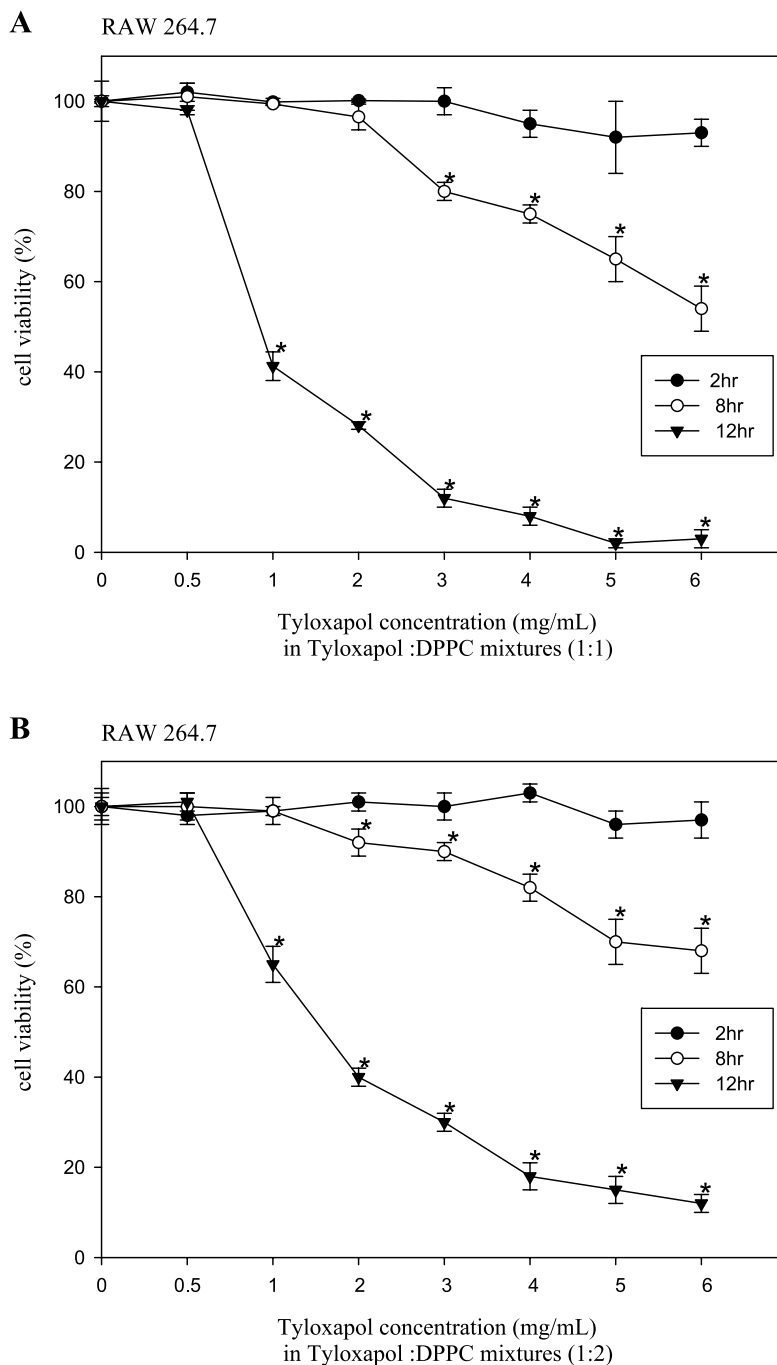 A
RAW 264.7
100
80
60
40
20
0
cell viability (%)
* * * *
* * * * * *
2hr
8hr
12hr
0 0.5 1 2 3 4 5 6
Tyloxapol concentration (mg/mL)
in Tyloxapol :DPPC mixtures (1:1)
B
RAW 264.7
100
80
60
40
20
0
cell viability (%)
* * * * *
* * * * * *
2hr
8hr
12hr
0 0.5 1 2 3 4 5 6
Tyloxapol concentration (mg/mL)
in Tyloxapol :DPPC mixtures (1:2)